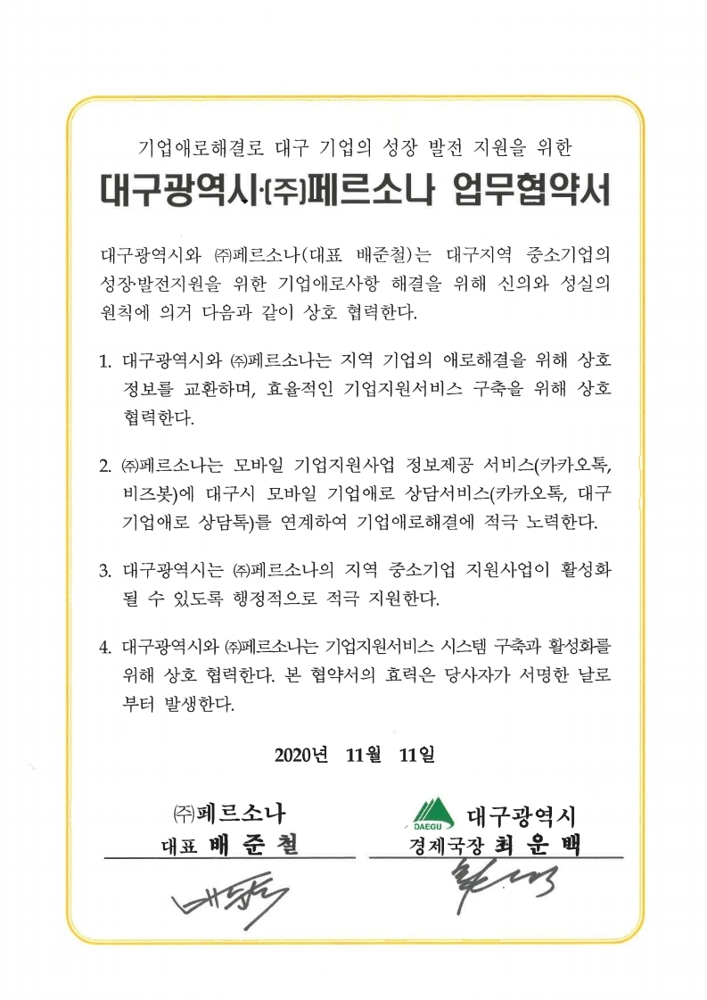 기업애로해결로 대구 기업의 성장 발전 지원을 위한
대구광역시·(주)페르소나 업무협약서
대구광역시와 ㈜페르소나(대표 배준철)는 대구지역 중소기업의
성장·발전지원을 위한 기업애로사항 해결을 위해 신의와 성실의
원칙에 의거 다음과 같이 상호 협력한다.
1. 대구광역시와 ㈜페르소나는 지역 기업의 애로해결을 위해 상호
정보를 교환하며, 효율적인 기업지원서비스 구축을 위해 상호
협력한다.
2. ㈜페르소나는 모바일 기업지원사업 정보제공 서비스(카카오톡,
비즈봇)에 대구시 모바일 기업애로 상담서비스(카카오톡, 대구
기업애로 상담톡)를 연계하여 기업애로해결에 적극 노력한다.
3. 대구광역시는 ㈜페르소나의 지역 중소기업 지원사업이 활성화
될 수 있도록 행정적으로 적극 지원한다.
4. 대구광역시와 ㈜페르소나는 기업지원서비스 시스템 구축과 활성화를
위해 상호 협력한다. 본 협약서의 효력은 당사자가 서명한 날로
부터 발생한다.
2020년 11월 11일
㈜페르소나
대표 배 준 철
DAEGU 대구광역시
경제국장 최 운 백